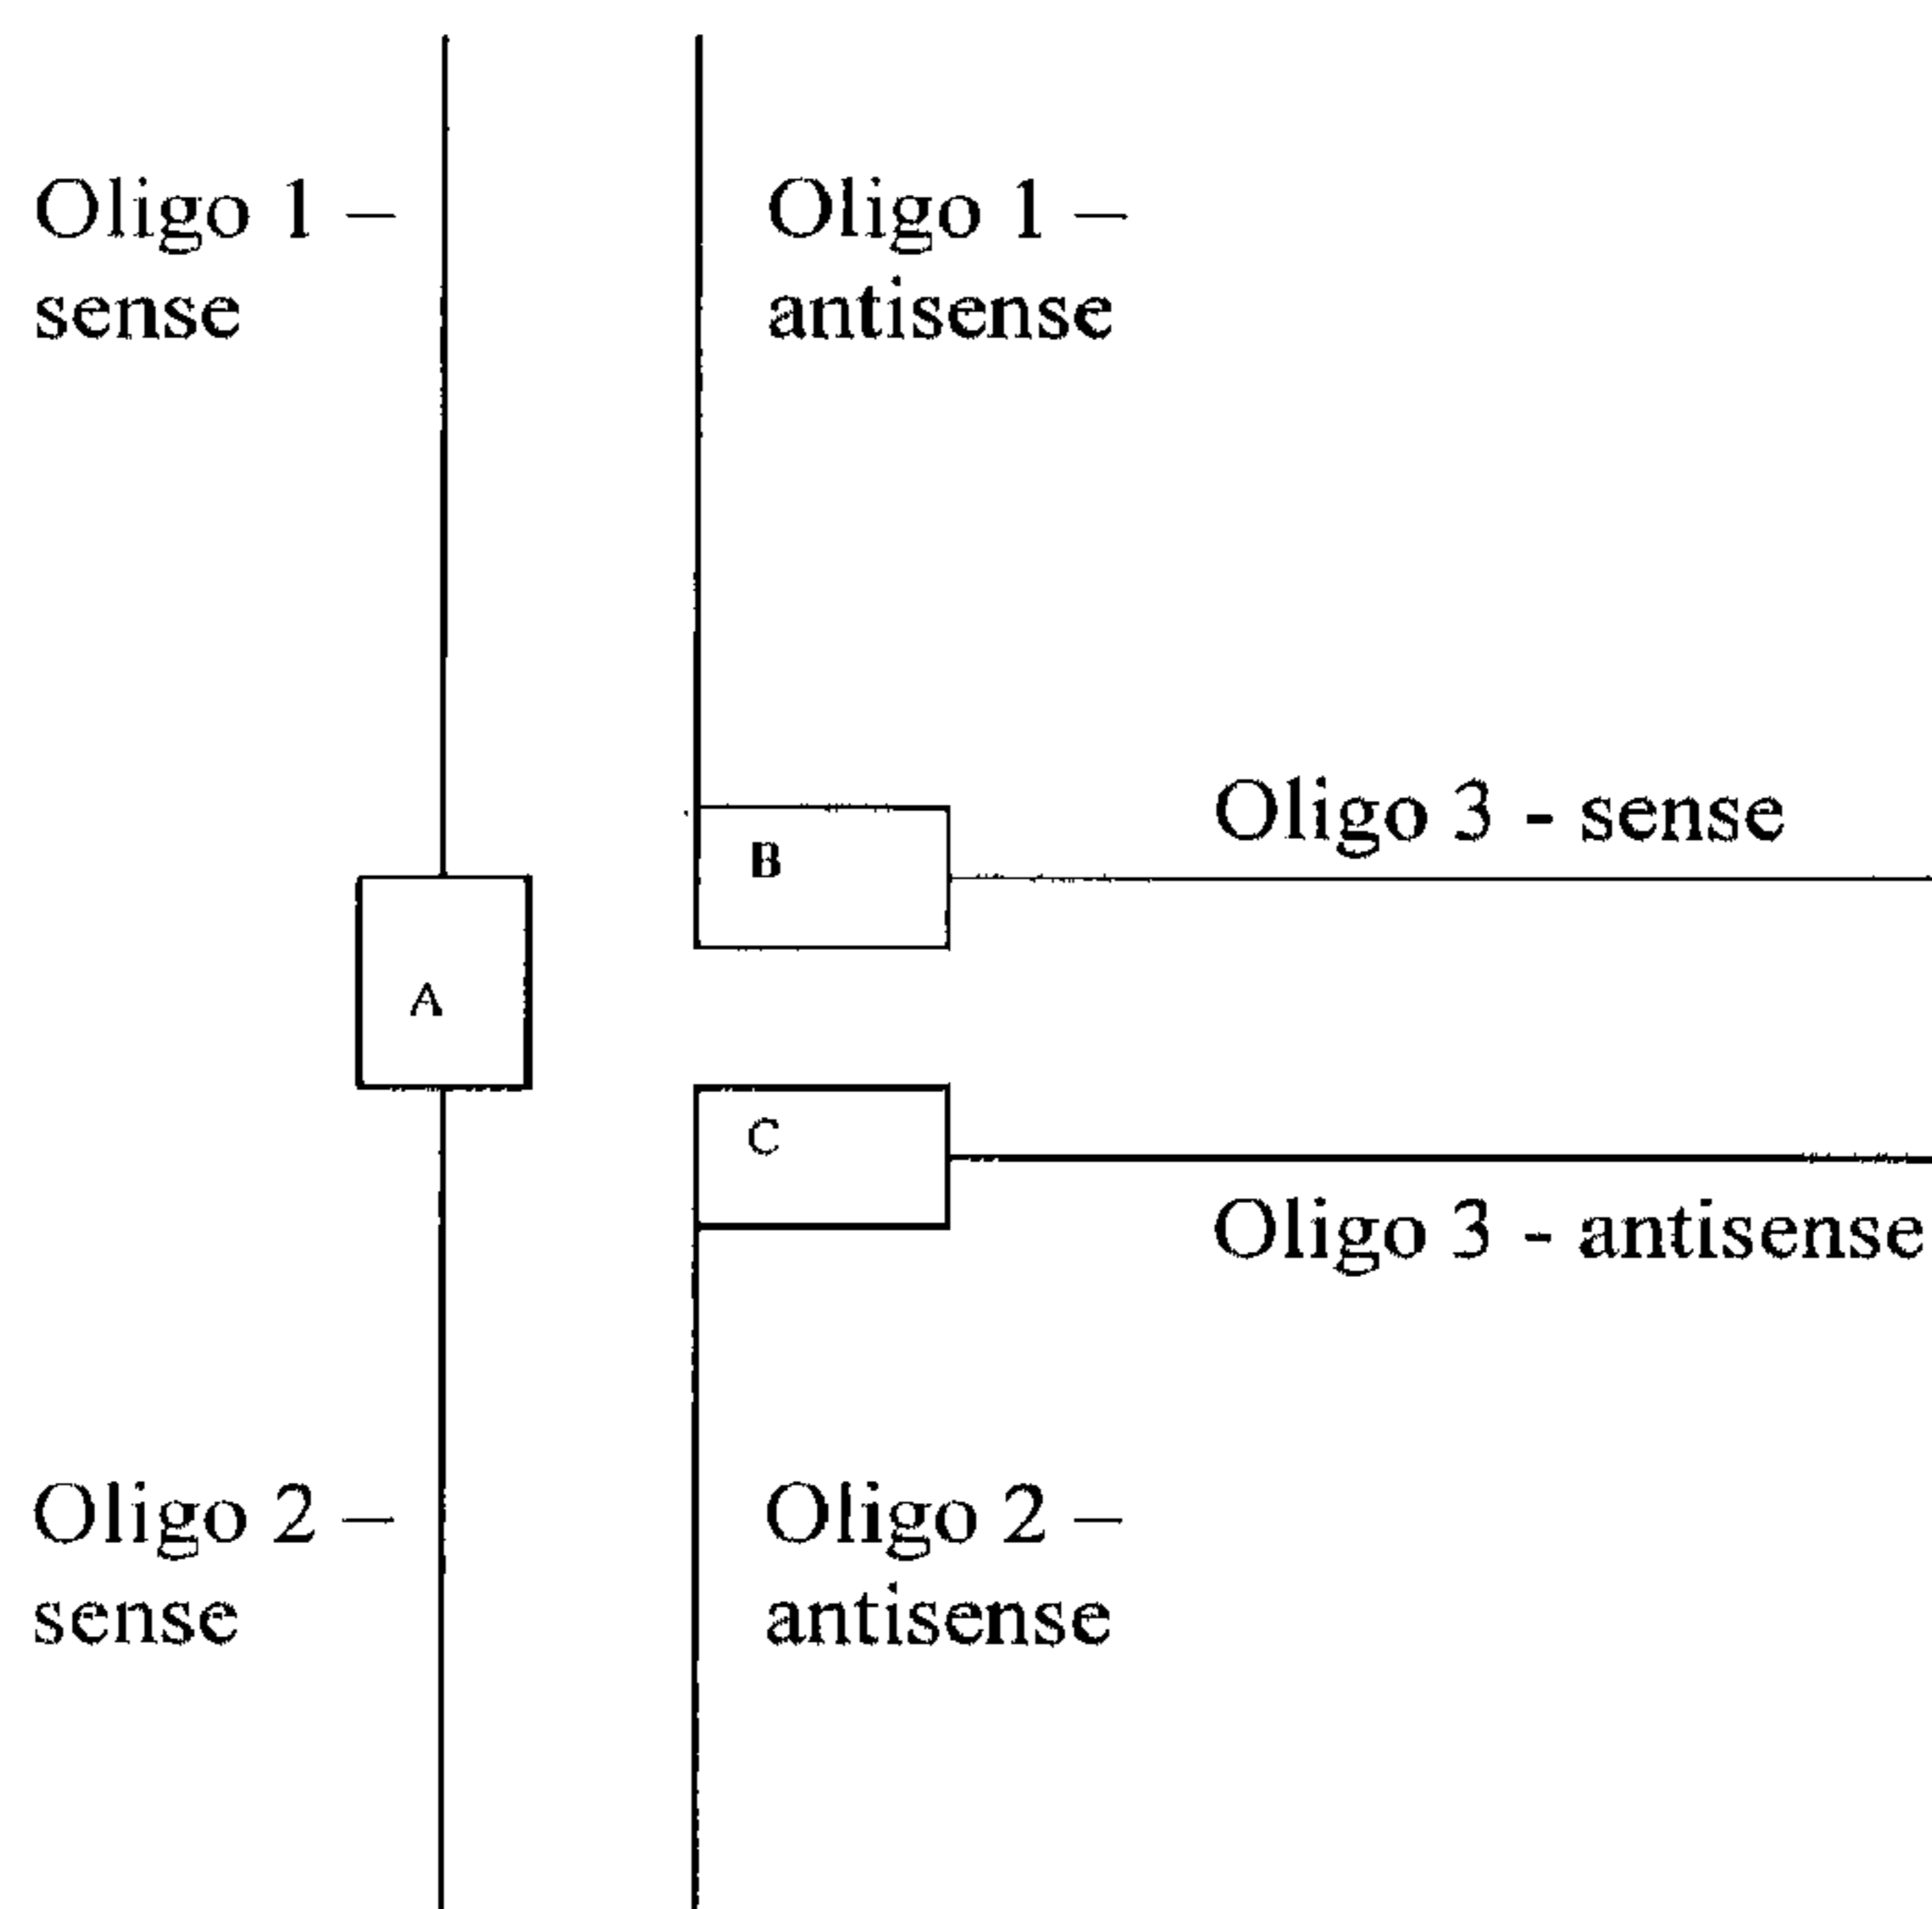 Oligo 1 –
sense
Oligo 1 –
antisense
B
Oligo 3 - sense
A
C
Oligo 3 - antisense
Oligo 2 –
sense
Oligo 2 –
antisense